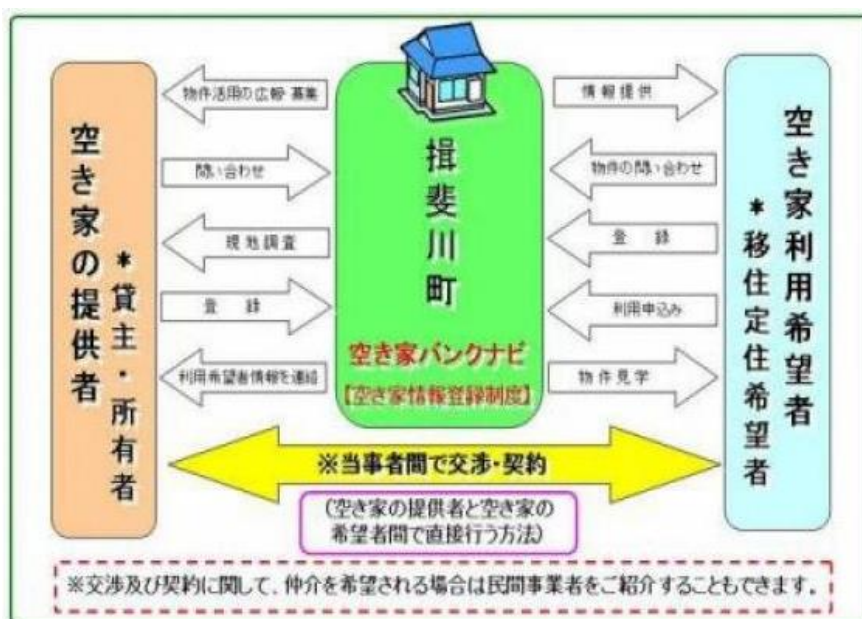 空き家の提供者
*貸主・所有者
物件活用の広報・募集
問い合わせ
現地調査
登 録
利用希望者情報を連絡
揖斐川町
空き家バンクナビ
【空き家情報登録制度】
情報提供
物件の問い合わせ
登 録
利用申込み
物件見学
空き家利用希望者
*移住定住希望者
※当事者間で交渉・契約
(空き家の提供者と空き家の
希望者間で直接行う方法)
※交渉及び契約に関して、仲介を希望される場合は民間事業者をご紹介することもできます。